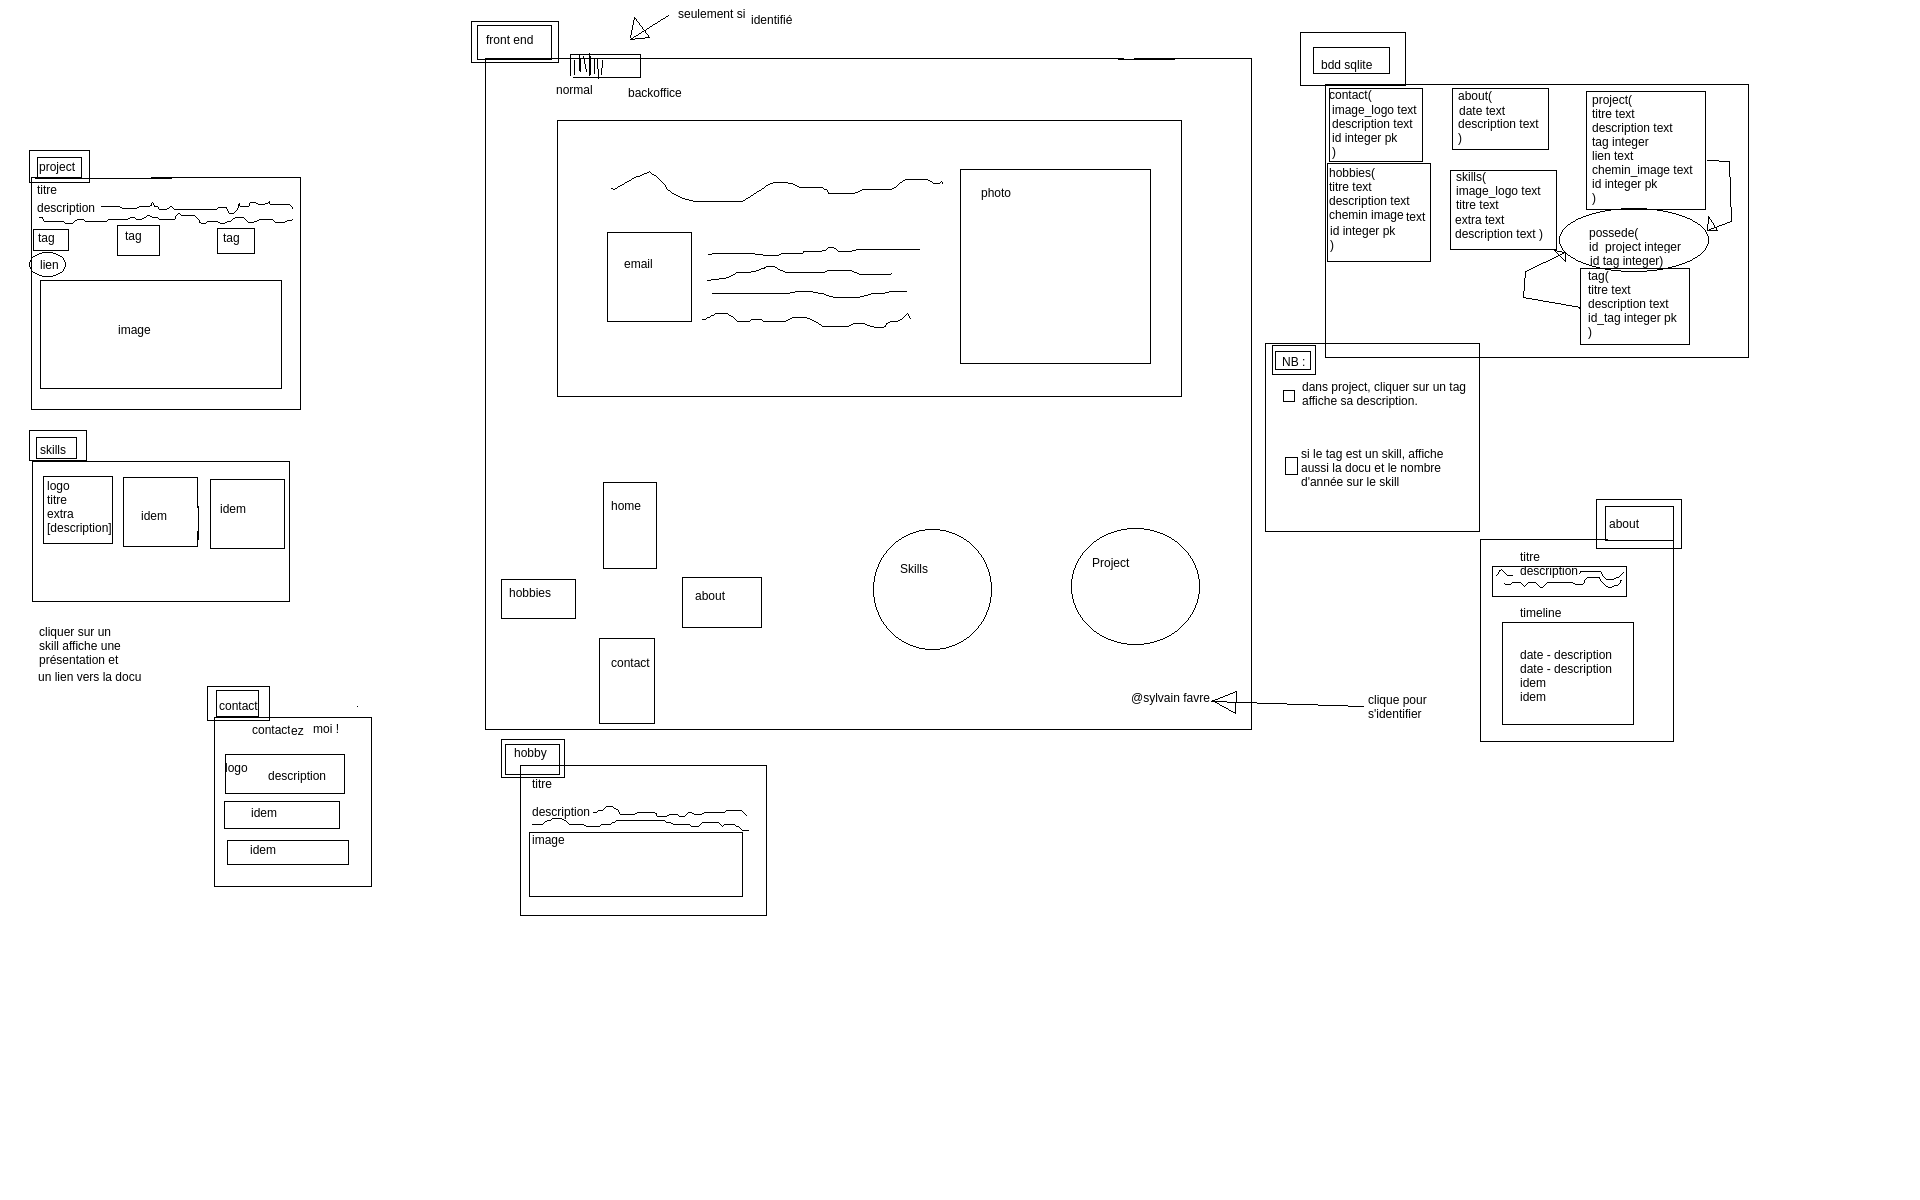 seulement si identifié
front end
normal
backoffice
photo
email
home
hobbies
about
contact
Skills
Project
@sylvain favre
clique pour
s'identifier
project
titre
description
tag
tag
tag
lien
image
skills
logo
titre
extra
[description]
idem
idem
cliquer sur un
skill affiche une
présentation et
un lien vers la docu
contact
contactez moi !
logo
description
idem
idem
hobby
titre
description
image
bdd sqlite
contact(
image_logo text
description text
id integer pk
)
about(
date text
description text
)
project(
titre text
description text
tag integer
lien text
chemin_image text
id integer pk
)
hobbies(
titre text
description text
chemin image text
id integer pk
)
skills(
image_logo text
titre text
extra text
description text )
possede(
id_project integer
id tag integer)
tag(
titre text
description text
id_tag integer pk
)
NB :
dans project, cliquer sur un tag
affiche sa description.
si le tag est un skill, affiche
aussi la docu et le nombre
d'année sur le skill
about
titre
description
timeline
date - description
date - description
idem
idem